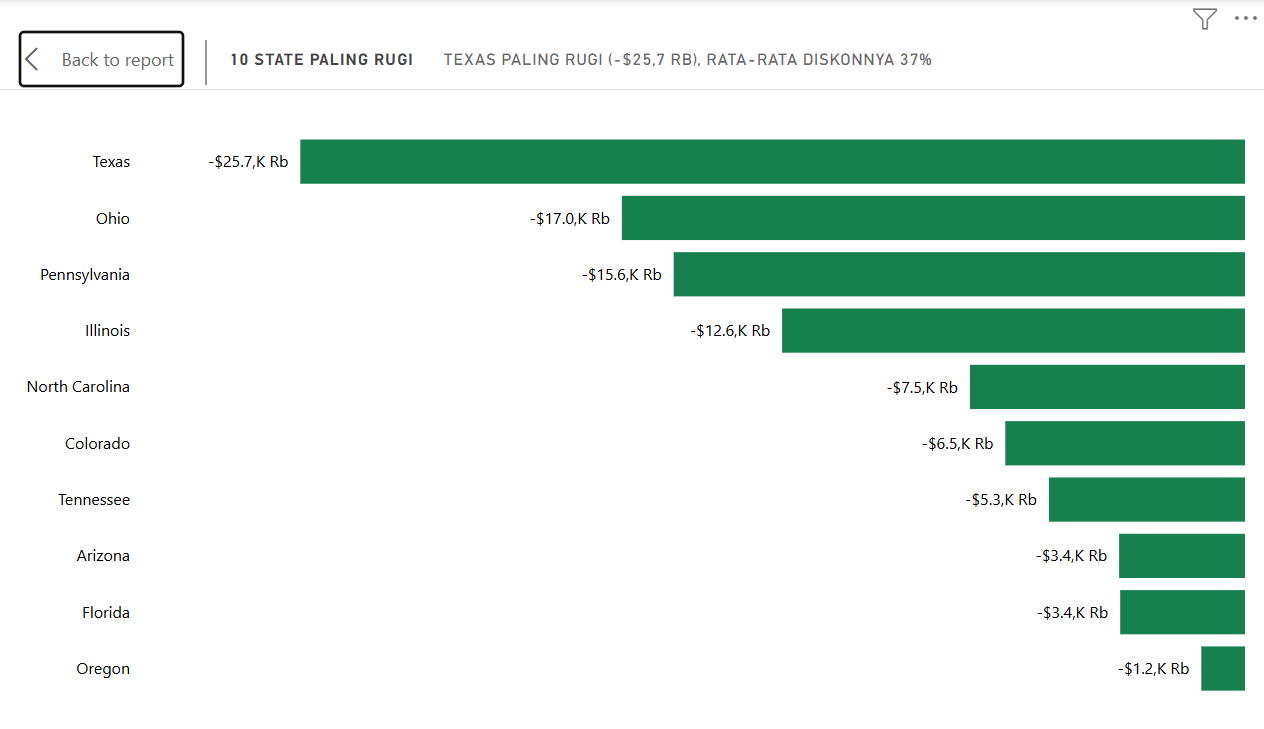 Back to report
10 STATE PALING RUGI
TEXAS PALING RUGI (-$25,7 RB), RATA-RATA DISKONNYA 37%
Texas -$25.7,K Rb
Ohio -$17.0,K Rb
Pennsylvania -$15.6,K Rb
Illinois -$12.6,K Rb
North Carolina -$7.5,K Rb
Colorado -$6.5,K Rb
Tennessee -$5.3,K Rb
Arizona -$3.4,K Rb
Florida -$3.4,K Rb
Oregon -$1.2,K Rb